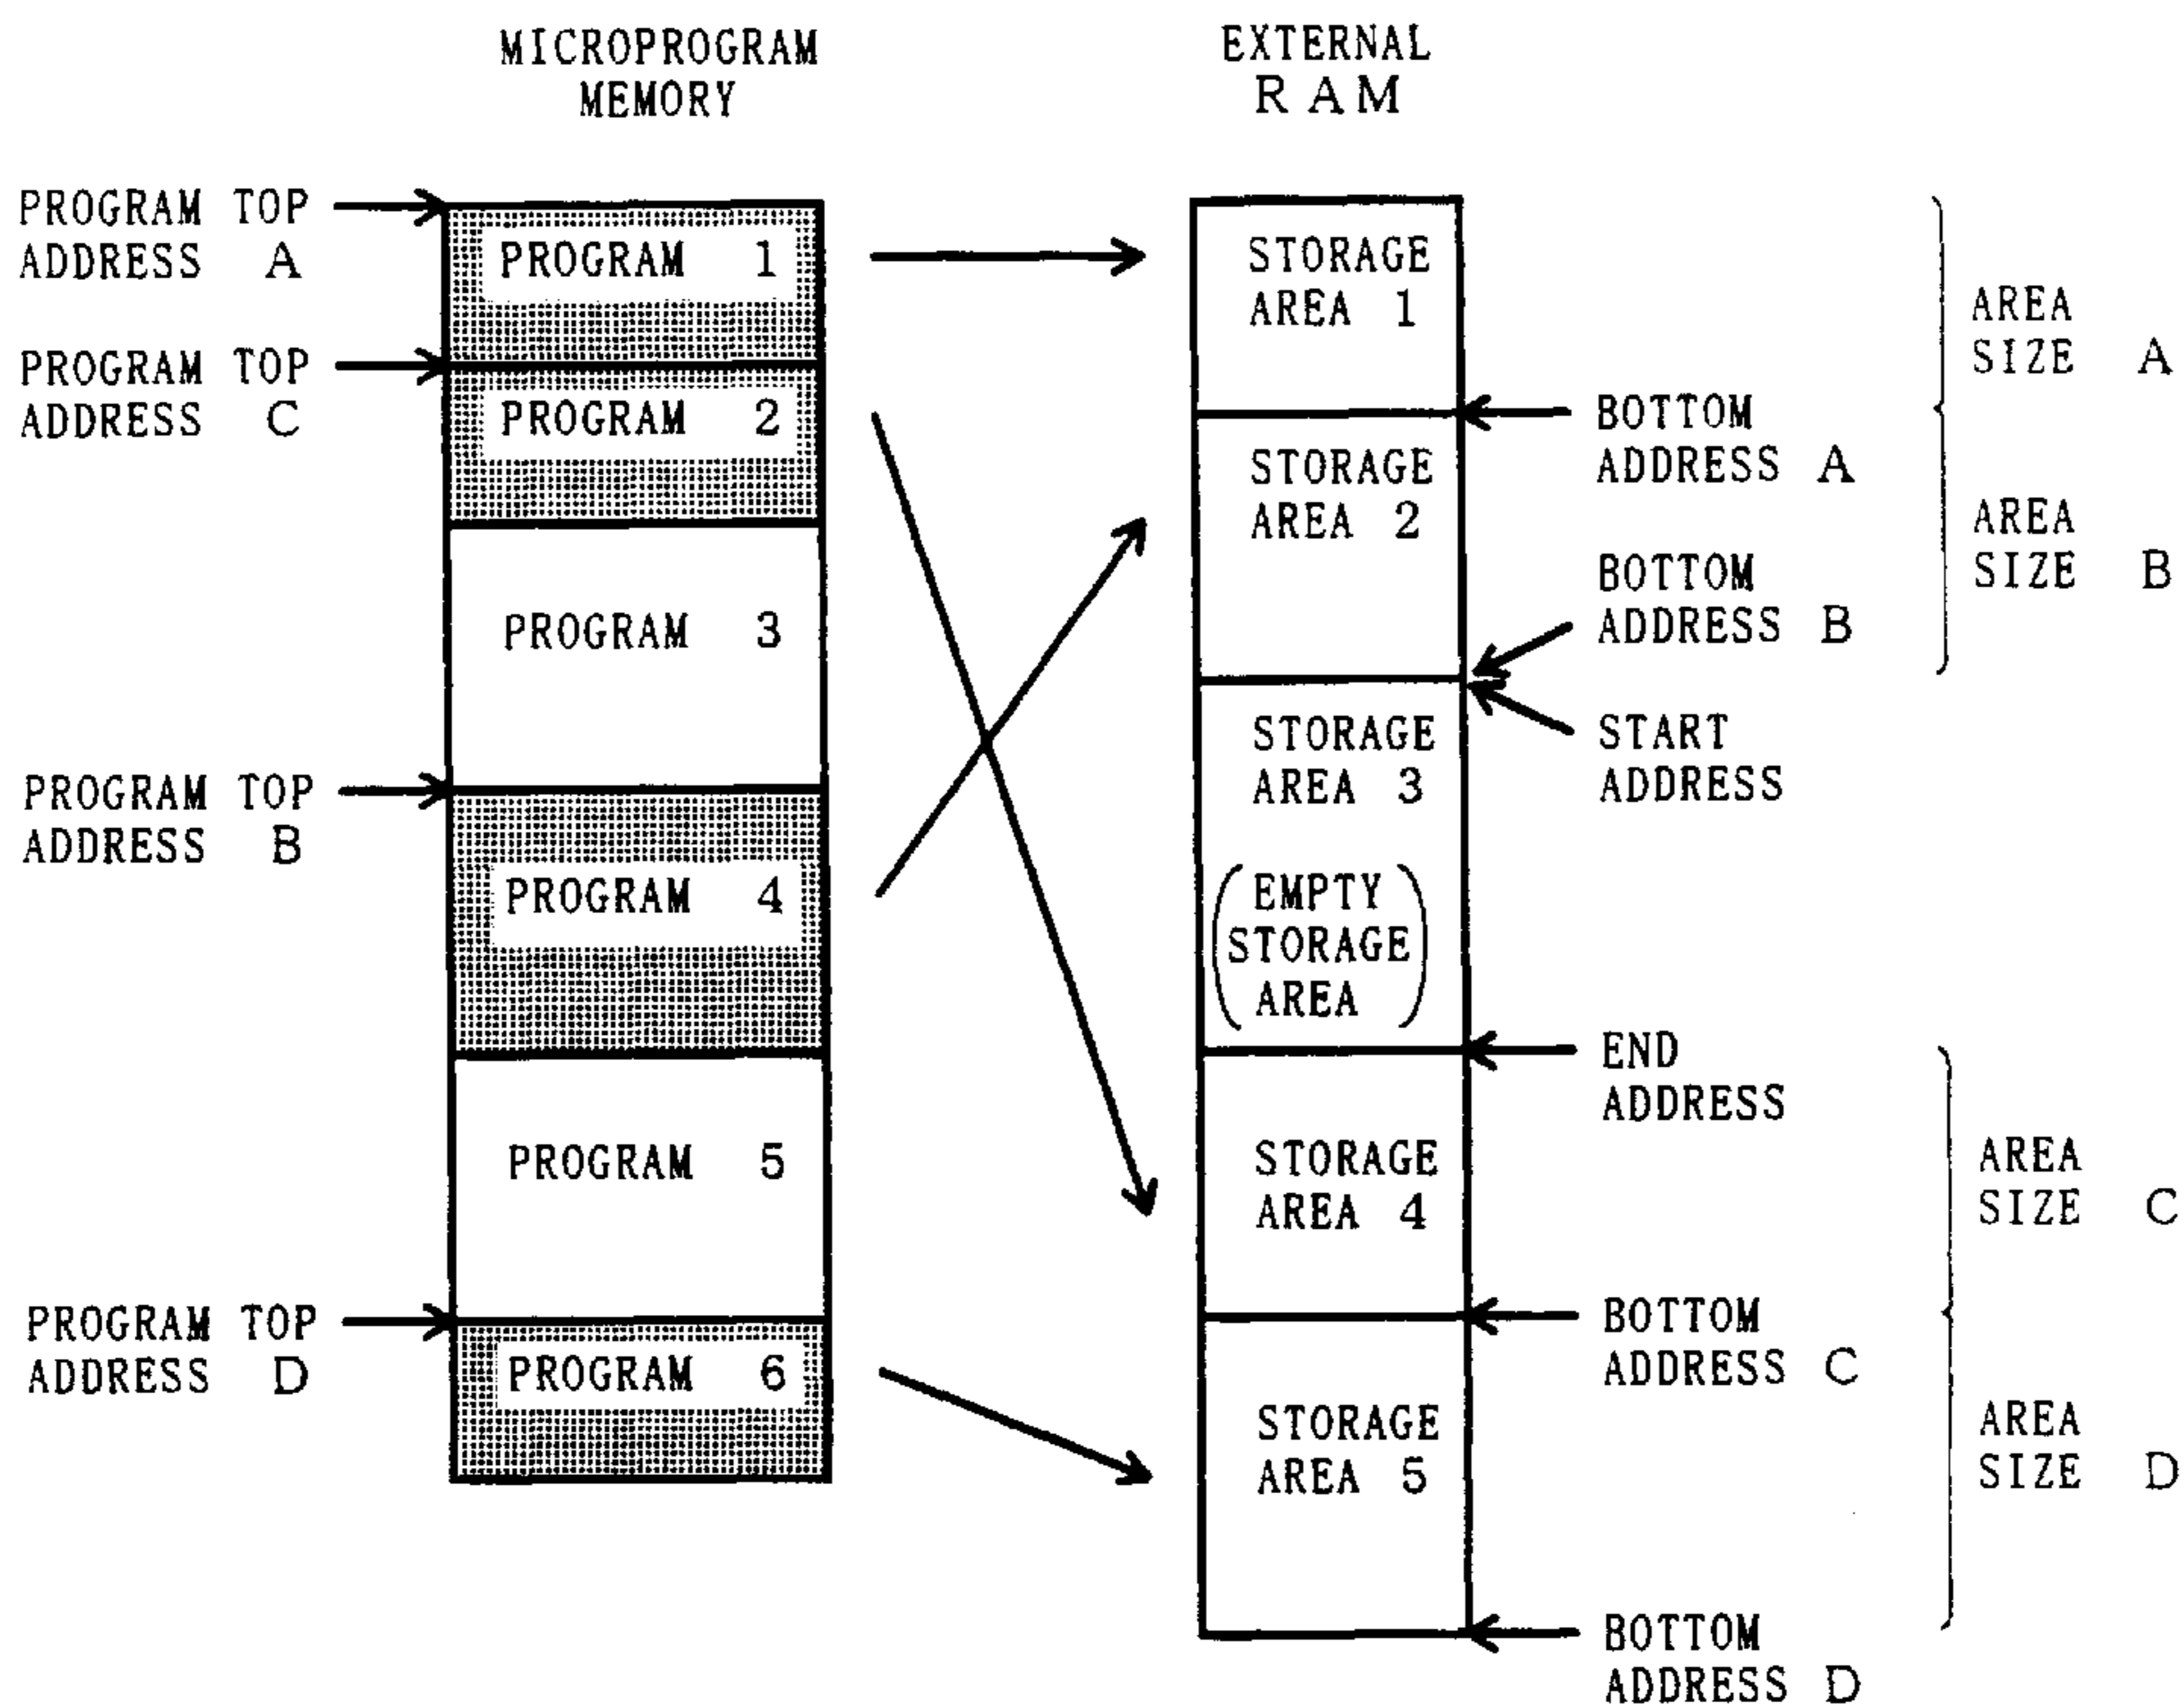 MICROPROGRAM
MEMORY
EXTERNAL
RAM
PROGRAM TOP
ADDRESS A
PROGRAM TOP
ADDRESS C
PROGRAM TOP
ADDRESS B
PROGRAM TOP
ADDRESS D
PROGRAM 1
PROGRAM 2
PROGRAM 3
PROGRAM 4
PROGRAM 5
PROGRAM 6
STORAGE
AREA 1
STORAGE
AREA 2
STORAGE
AREA 3
(EMPTY
STORAGE
AREA)
STORAGE
AREA 4
STORAGE
AREA 5
BOTTOM
ADDRESS A
BOTTOM
ADDRESS B
START
ADDRESS
END
ADDRESS
BOTTOM
ADDRESS C
BOTTOM
ADDRESS D
AREA
SIZE A
AREA
SIZE B
AREA
SIZE C
AREA
SIZE D